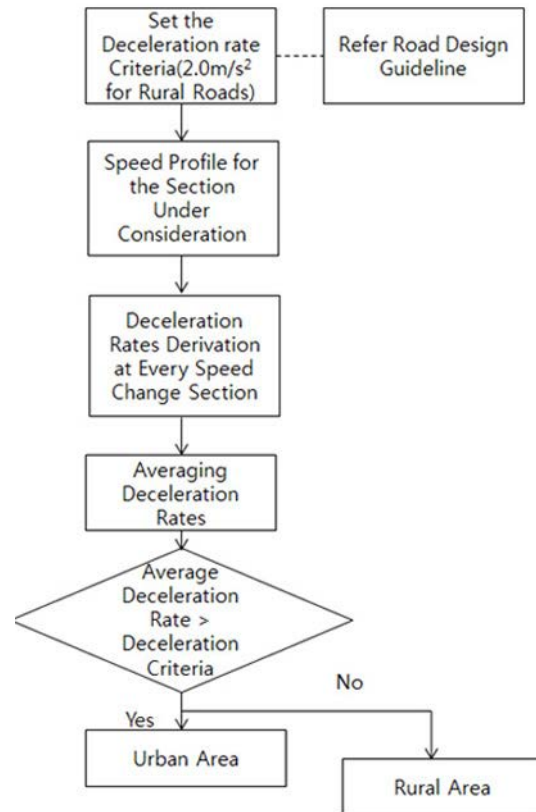 Set the
Deceleration rate
Criteria(2.0m/s²
for Rural Roads)
Refer Road Design
Guideline
Speed Profile for
the Section
Under
Consideration
Deceleration
Rates Derivation
at Every Speed
Change Section
Averaging
Deceleration
Rates
Average
Deceleration
Rate >
Deceleration
Criteria
No
Yes
Urban Area
Rural Area